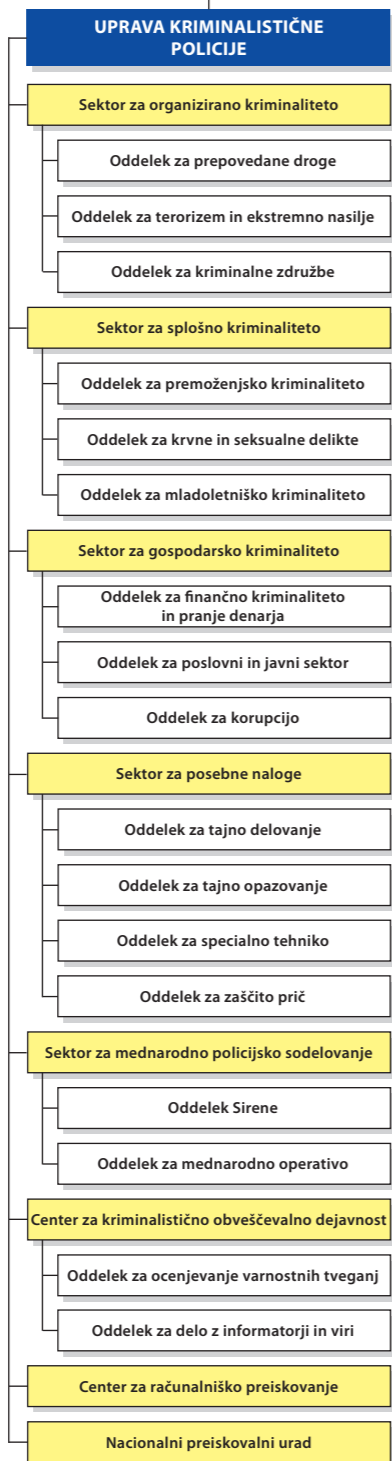 UPRAVA KRIMINALISTIČNE
POLICIJE
Sektor za organizirano kriminaliteto
Oddelek za prepovedane droge
Oddelek za terorizem in ekstremno nasilje
Oddelek za kriminalne združbe
Sektor za splošno kriminaliteto
Oddelek za premoženjsko kriminaliteto
Oddelek za krvne in seksualne delikte
Oddelek za mladoletniško kriminaliteto
Sektor za gospodarsko kriminaliteto
Oddelek za finančno kriminaliteto
in pranje denarja
Oddelek za poslovni in javni sektor
Oddelek za korupcijo
Sektor za posebne naloge
Oddelek za tajno delovanje
Oddelek za tajno opazovanje
Oddelek za specialno tehniko
Oddelek za zaščito prič
Sektor za mednarodno policijsko sodelovanje
Oddelek Sirene
Oddelek za mednarodno operativo
Center za kriminalistično obveščevalno dejavnost
Oddelek za ocenjevanje varnostnih tveganj
Oddelek za delo z informatorji in viri
Center za računalniško preiskovanje
Nacionalni preiskovalni urad